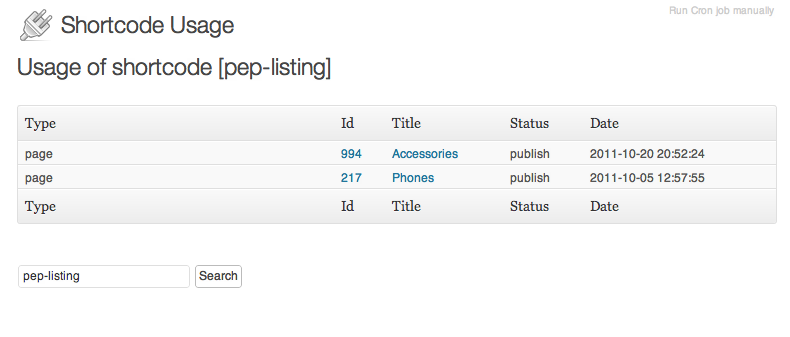 Run Cron job manually
Shortcode Usage
Usage of shortcode [pep-listing]
Type Id Title Status Date
page 994 Accessories publish 2011-10-20 20:52:24
page 217 Phones publish 2011-10-05 12:57:55
Type Id Title Status Date
pep-listing Search